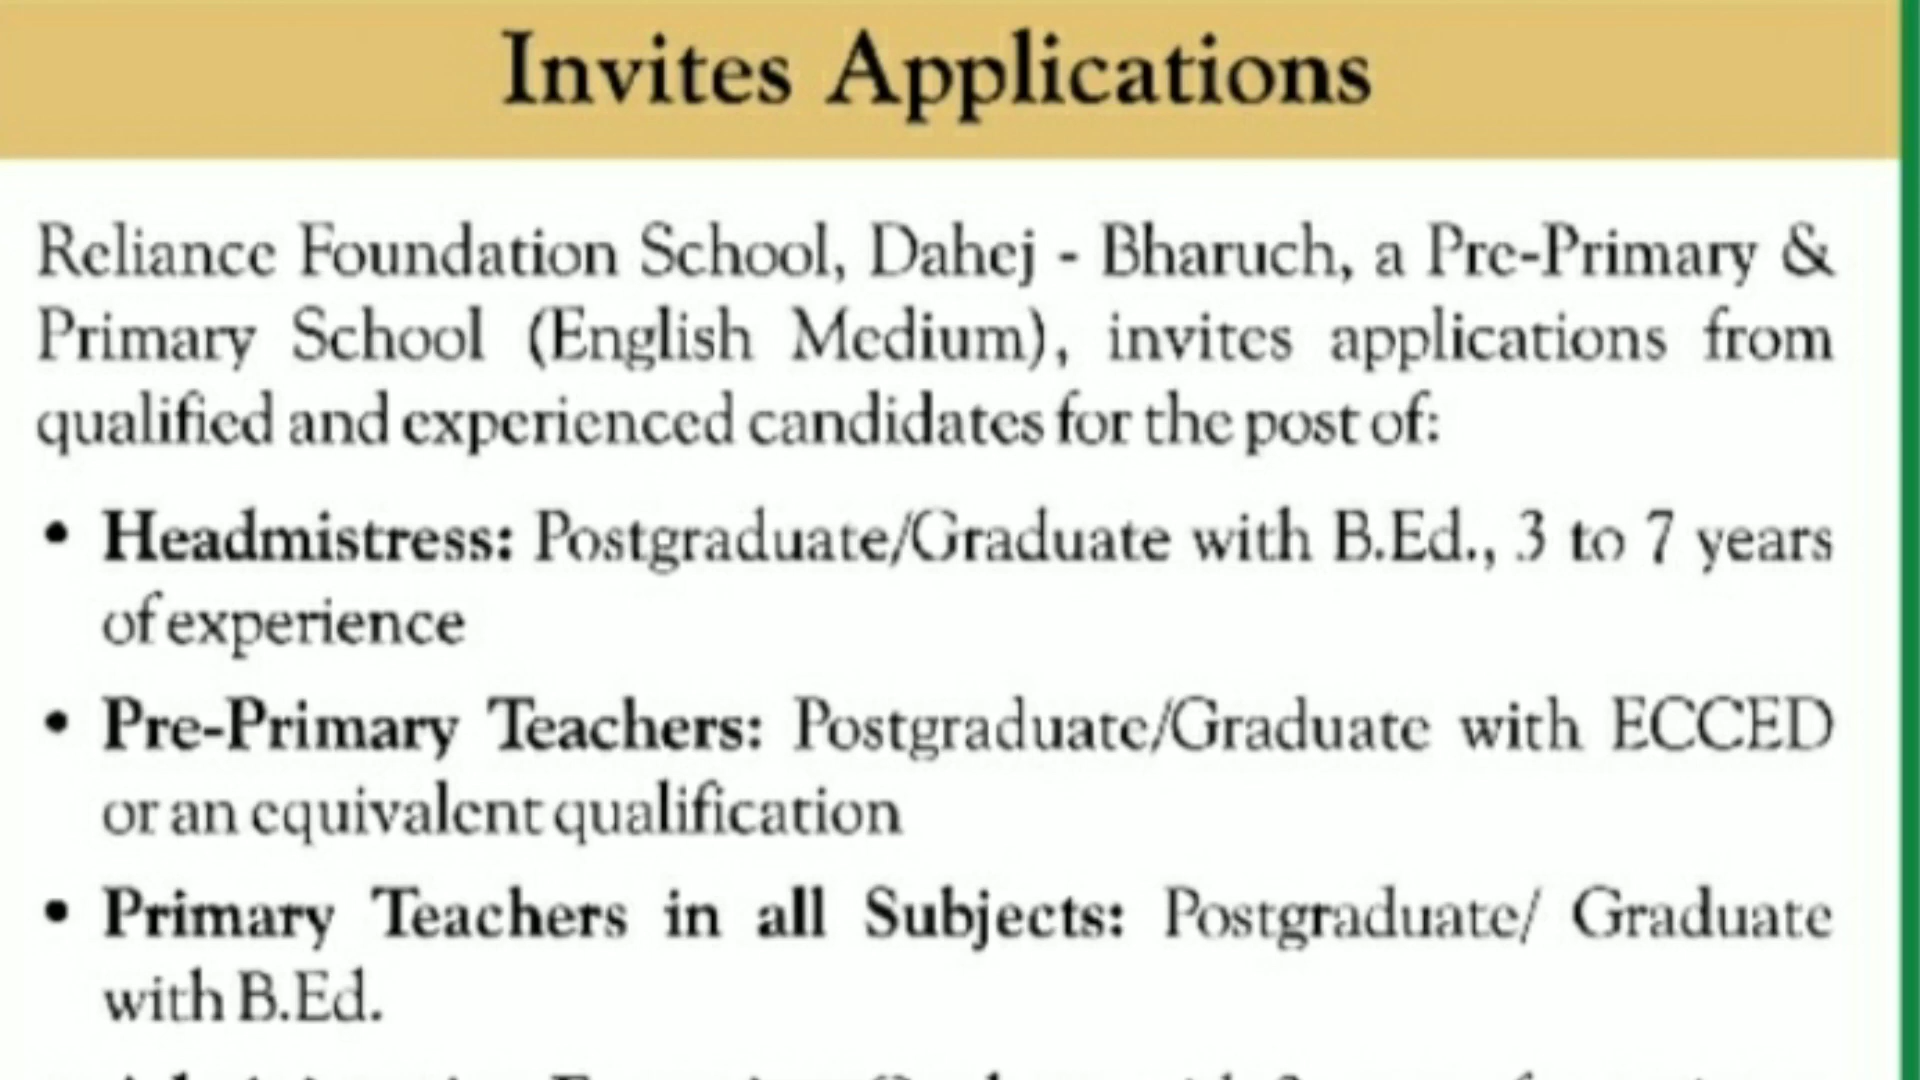 Invites Applications
Reliance Foundation School, Dahej - Bharuch, a Pre-Primary &
Primary School (English Medium), invites applications from
qualified and experienced candidates for the post of:
• Headmistress: Postgraduate/Graduate with B.Ed., 3 to 7 years
of experience
• Pre-Primary Teachers: Postgraduate/Graduate with ECCED
or an equivalent qualification
• Primary Teachers in all Subjects: Postgraduate/ Graduate
with B.Ed.